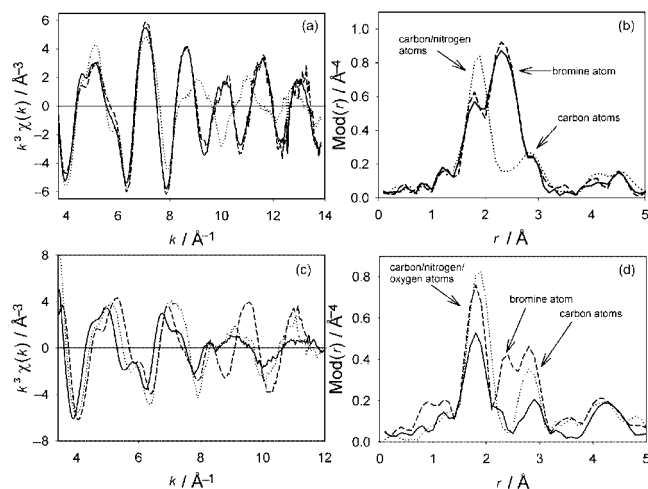 (a)
6
4
2
0
-2
-4
-6
k³ χ(k) / Å⁻³
4 6 8 10 12 14
k / Å⁻¹
(b)
1.0
0.8
0.6
0.4
0.2
0.0
Mod(r) / Å⁻⁴
carbon/nitrogen
atoms
bromine atom
carbon atoms
0 1 2 3 4 5
r / Å
(c)
8
4
0
-4
-8
k³ χ(k) / Å⁻³
4 6 8 10 12
k / Å⁻¹
(d)
0.8
0.6
0.4
0.2
0.0
Mod(r) / Å⁻⁴
carbon/nitrogen/
oxygen atoms
bromine atom
carbon atoms
0 1 2 3 4 5
r / Å